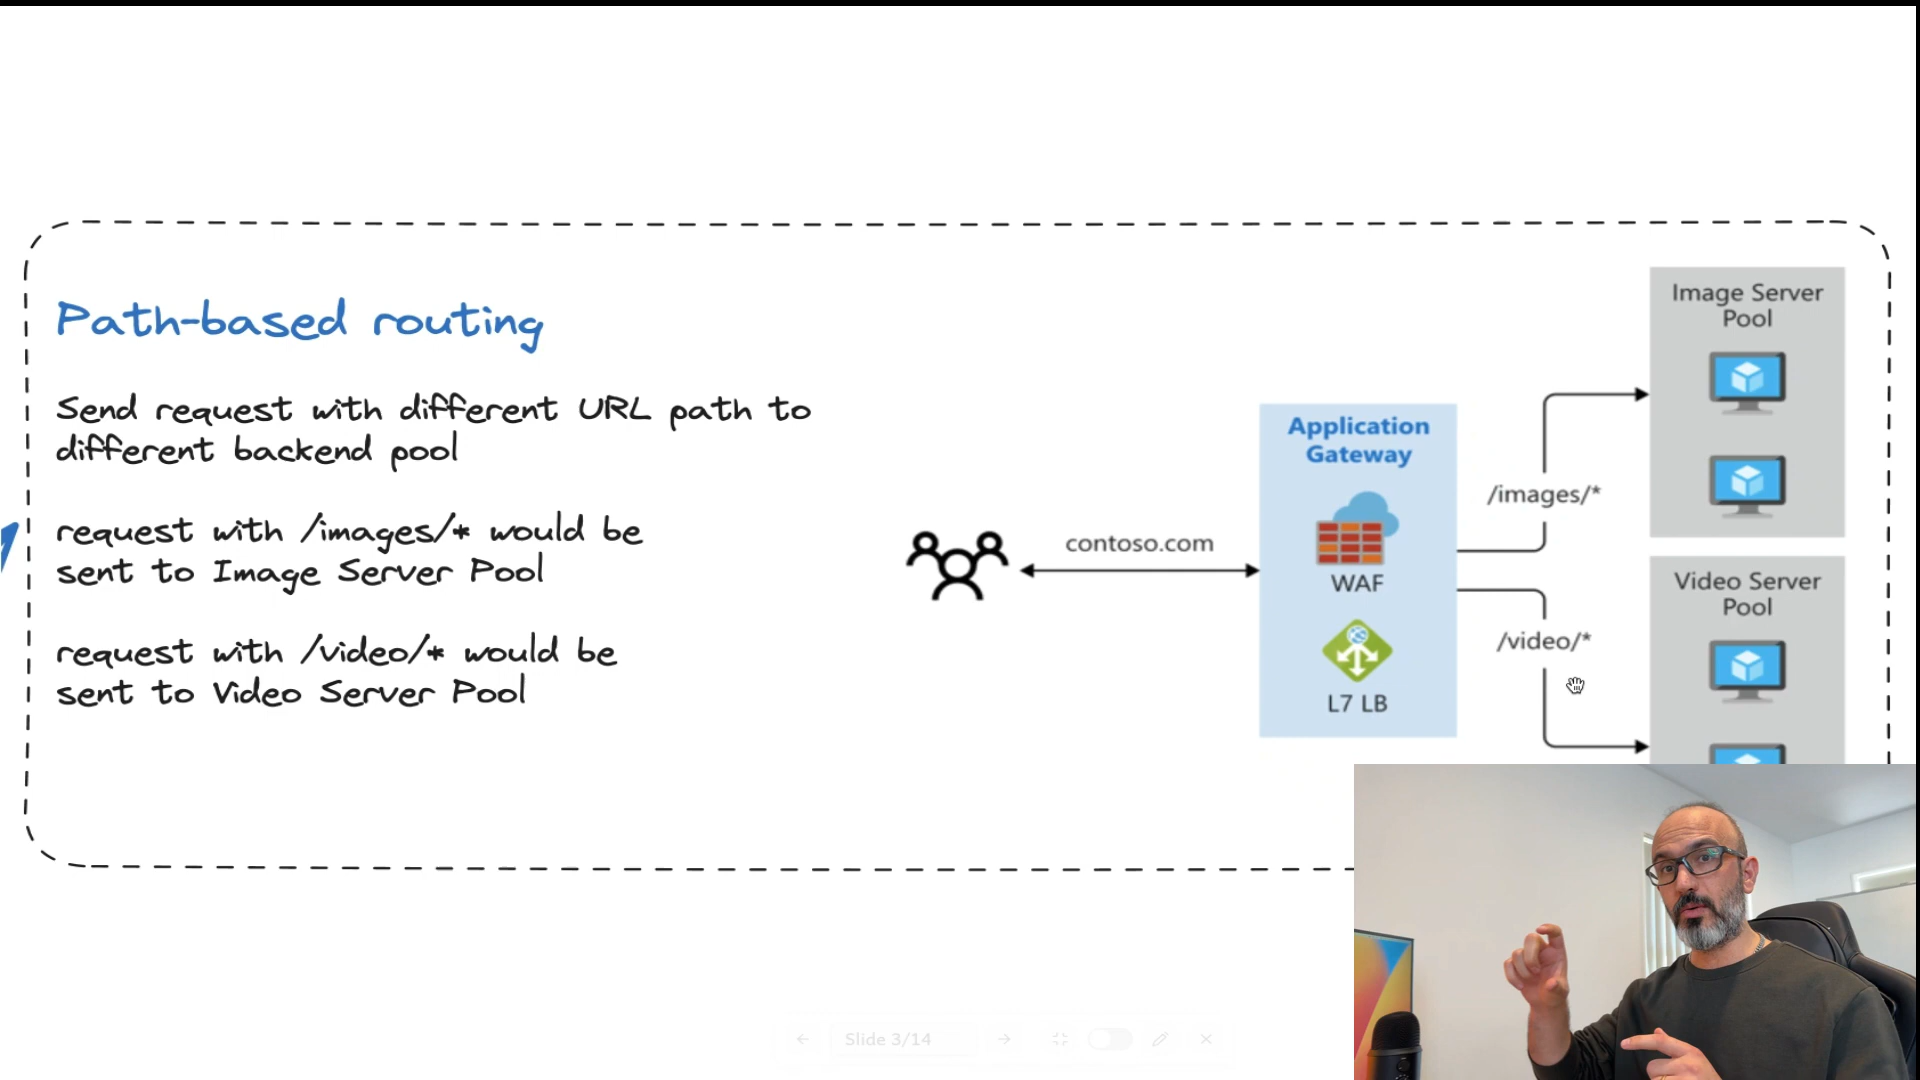 Path-based routing
Send request with different URL path to
different backend pool
request with /images/* would be
sent to Image Server Pool
request with /video/* would be
sent to Video Server Pool
contoso.com
Application
Gateway
WAF
L7 LB
/images/*
/video/*
Image Server
Pool
Video Server
Pool
Slide 3/14